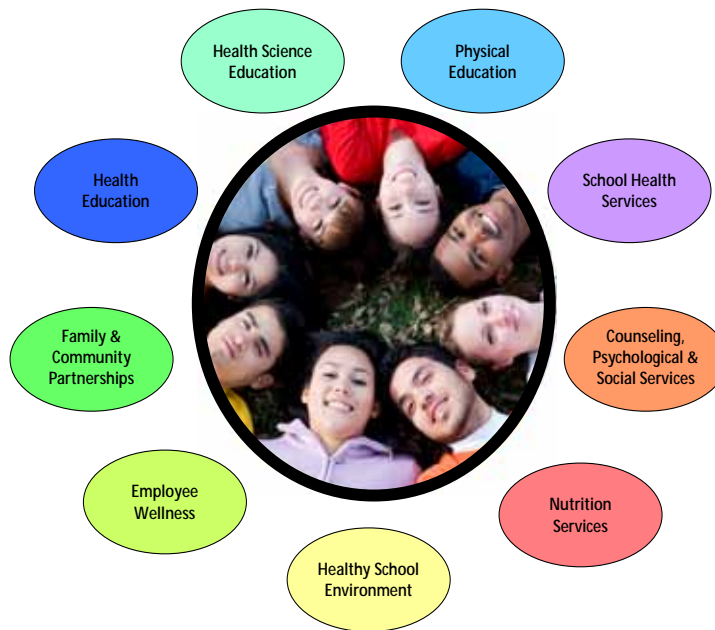 Health Science
Education
Physical
Education
Health
Education
School Health
Services
Family &
Community
Partnerships
Counseling,
Psychological &
Social Services
Employee
Wellness
Nutrition
Services
Healthy School
Environment